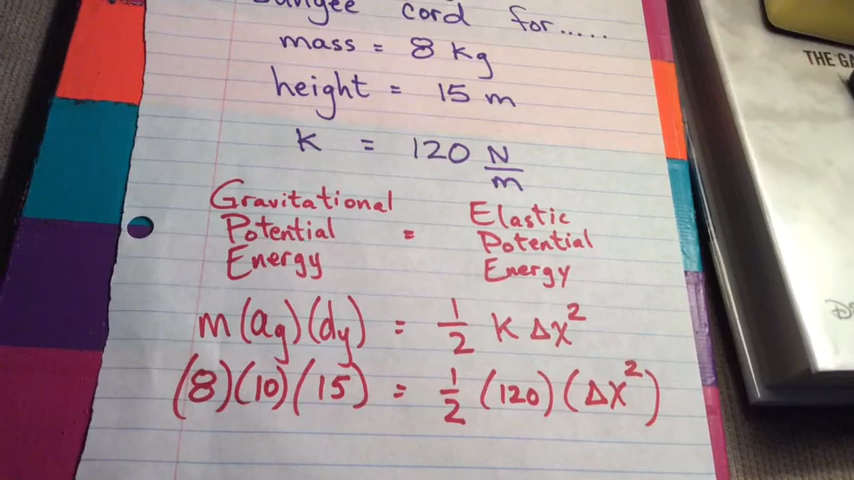 cord for.....
mass = 8 kg
height = 15 m
K = 120 N/m
Gravitational Potential Energy = Elastic Potential Energy
m(ag)(dy) = 1/2 K Δx²
(8)(10)(15) = 1/2 (120)(Δx²)
THE